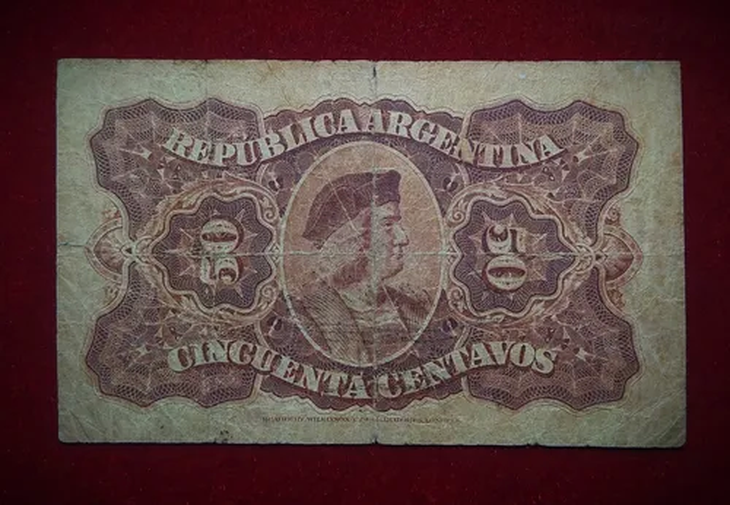 REPÚBLICA ARGENTINA
50
50
CINCUENTA CENTAVOS